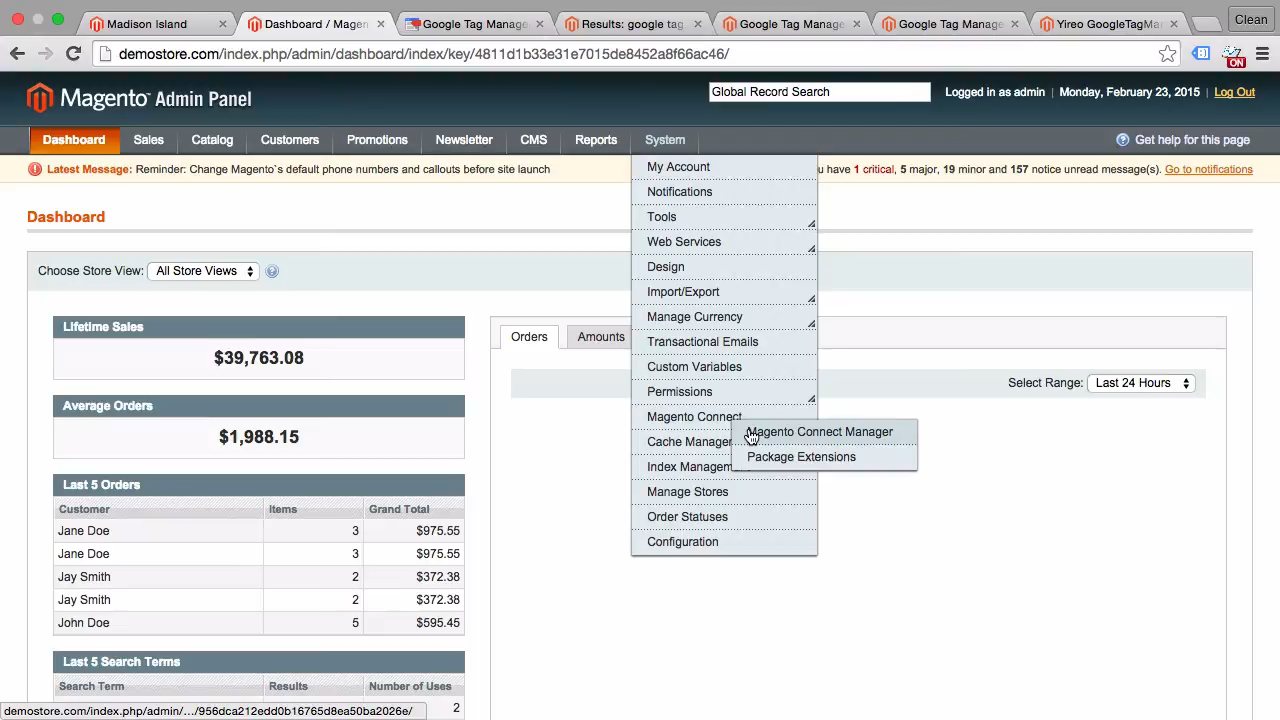 Madison Island
Dashboard / Magen
Google Tag Manage
Results: google tag
Google Tag Manage
Google Tag Manage
Yireo GoogleTagMan
Clean
demostore.com/index.php/admin/dashboard/index/key/4811d1b33e31e7015de8452a8f66ac46/
ON
Magento™ Admin Panel
Global Record Search
Logged in as admin | Monday, February 23, 2015 | Log Out
Dashboard Sales Catalog Customers Promotions Newsletter CMS Reports System
Get help for this page
Latest Message: Reminder: Change Magento`s default phone numbers and callouts before site launch
u have 1 critical, 5 major, 19 minor and 157 notice unread message(s). Go to notifications
My Account
Notifications
Tools
Web Services
Design
Import/Export
Manage Currency
Transactional Emails
Custom Variables
Permissions
Magento Connect
Cache Manager
Index Managem
Manage Stores
Order Statuses
Configuration
Magento Connect Manager
Package Extensions
Dashboard
Choose Store View: All Store Views
Lifetime Sales
$39,763.08
Average Orders
$1,988.15
Last 5 Orders
Customer Items Grand Total
Jane Doe 3 $975.55
Jane Doe 3 $975.55
Jay Smith 2 $372.38
Jay Smith 2 $372.38
John Doe 5 $595.45
Last 5 Search Terms
Search Term Results Number of Uses
2
Orders Amounts
Select Range: Last 24 Hours
demostore.com/index.php/admin/.../956dca212edd0b16765d8ea50ba2026e/